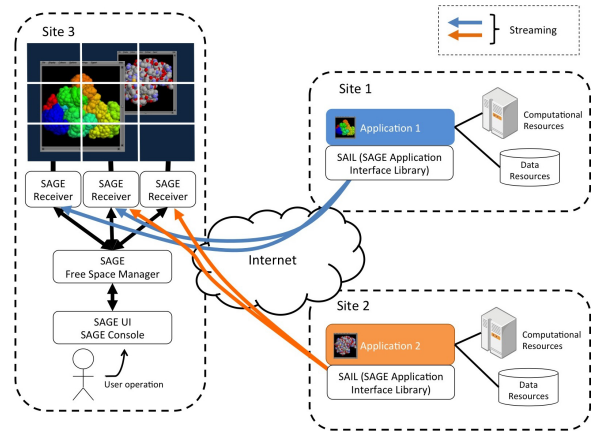 Site 3
Streaming
Site 1
Application 1
SAIL (SAGE Application
Interface Library)
Computational
Resources
Data
Resources
SAGE
Receiver
SAGE
Receiver
SAGE
Receiver
Internet
SAGE
Free Space Manager
SAGE UI
SAGE Console
User operation
Site 2
Application 2
SAIL (SAGE Application
Interface Library)
Computational
Resources
Data
Resources